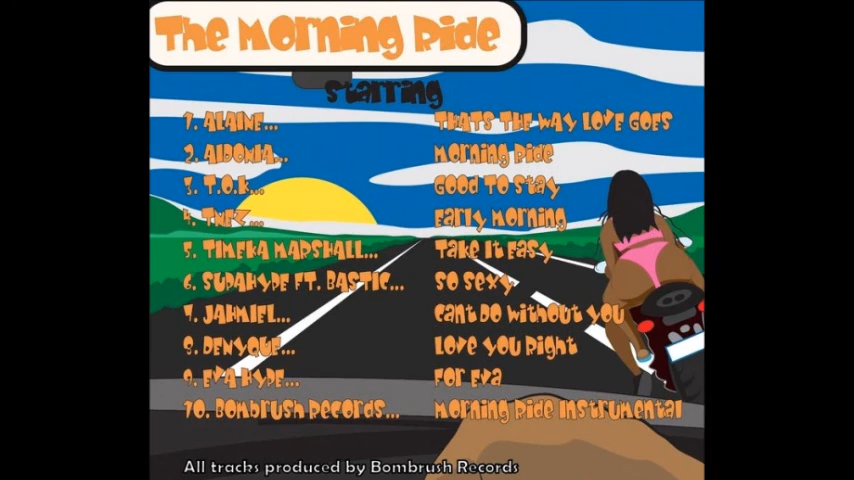 The Morning Ride
starring
1. ALAINE... THATS THE WAY LOVE GOES
2. AIDONIA... Morning Ride
3. T.O.K... Good To Stay
4. TNEZ... Early Morning
5. TIMEKA MARSHALL... Take It Easy
6. SUPAHYPE FT. BASTIC... SO SEXY
7. JAHMIEL... Cant Do Without You
8. DENYQUE... Love You Right
9. EVA HYPE... For Eva
10. Bombrush Records... Morning Ride Instrumental
All tracks produced by Bombrush Records